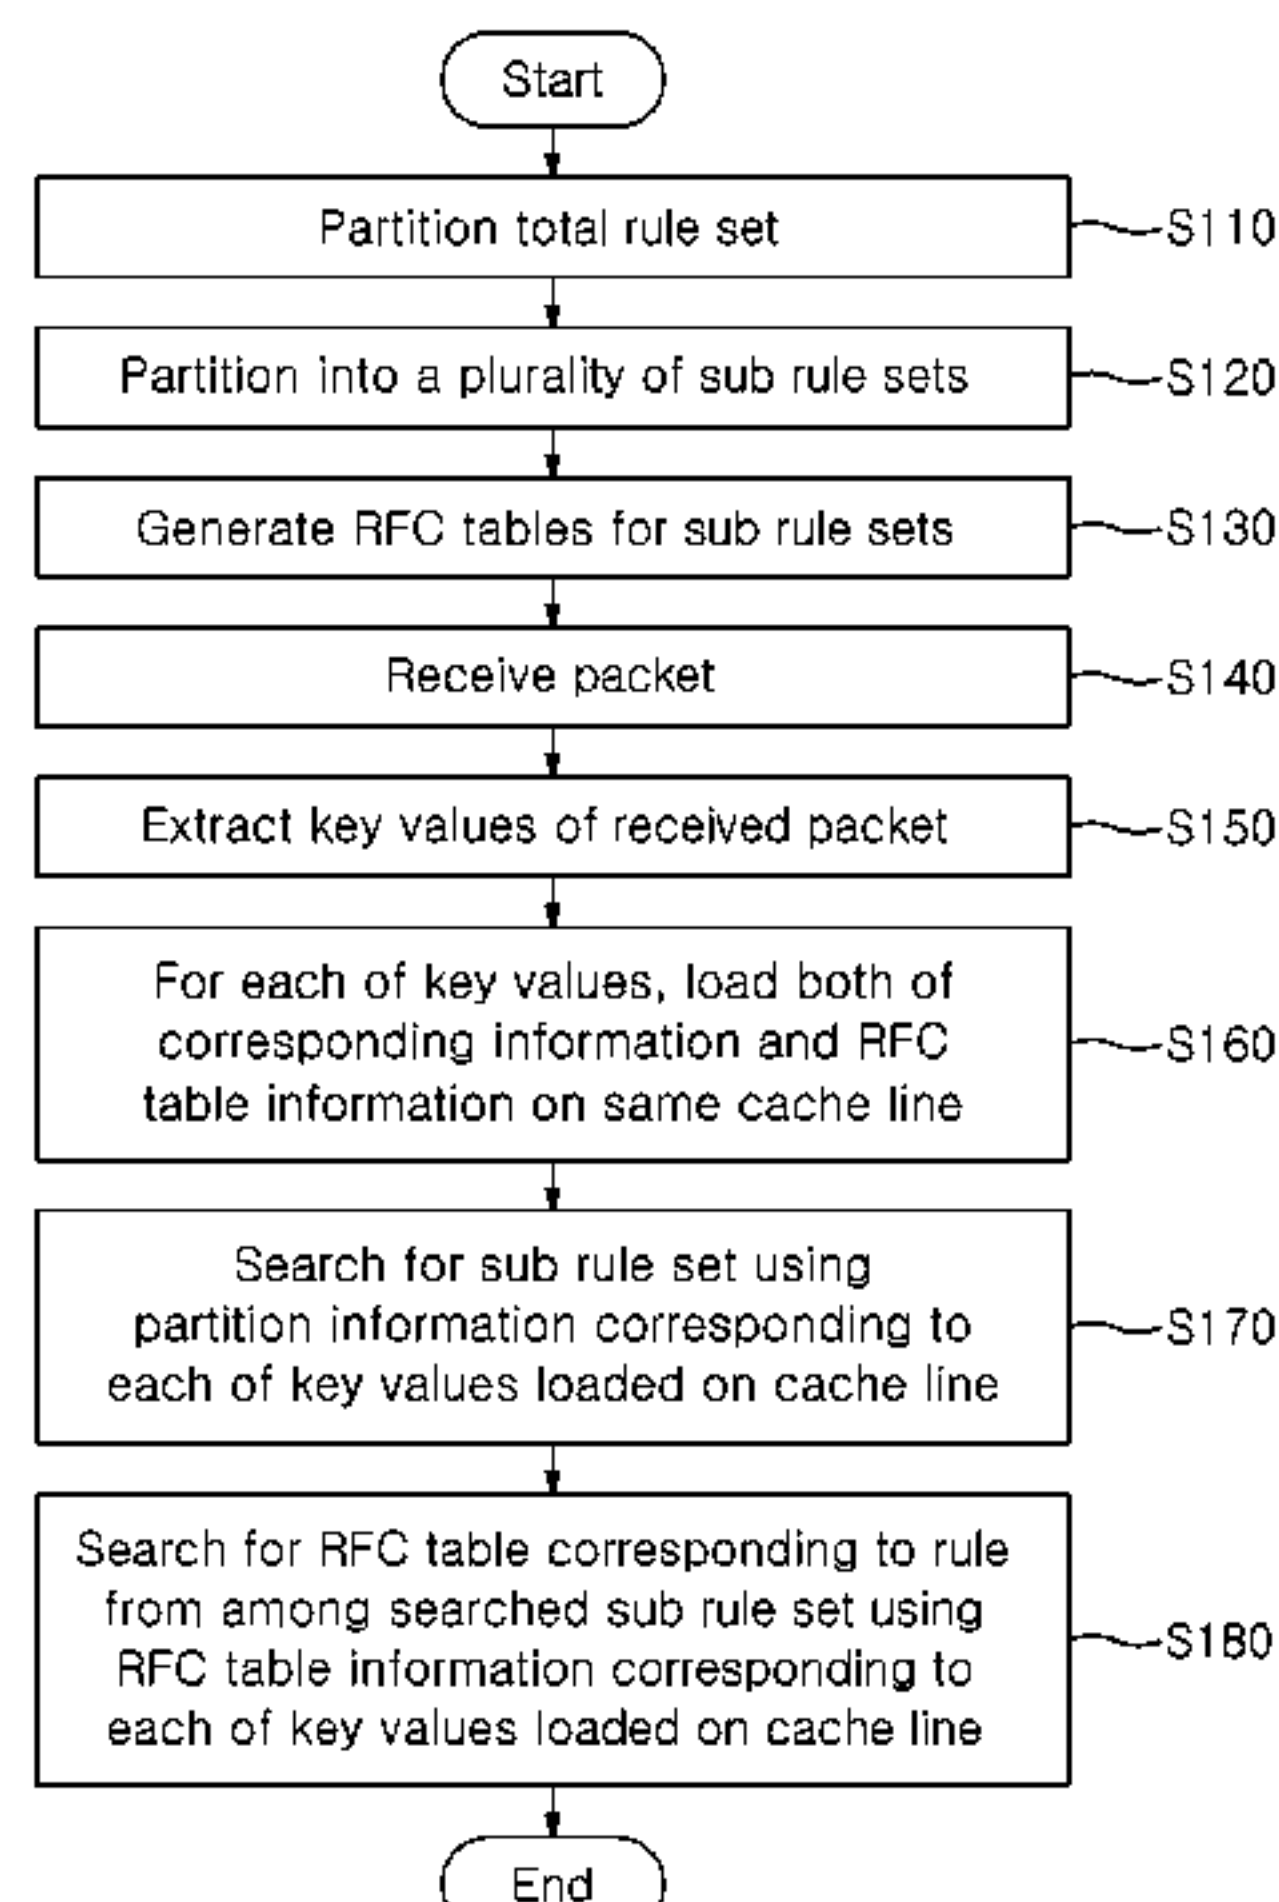 Start
Partition total rule set
S110
Partition into a plurality of sub rule sets
S120
Generate RFC tables for sub rule sets
S130
Receive packet
S140
Extract key values of received packet
S150
For each of key values, load both of
corresponding information and RFC
table information on same cache line
S160
Search for sub rule set using
partition information corresponding to
each of key values loaded on cache line
S170
Search for RFC table corresponding to rule
from among searched sub rule set using
RFC table information corresponding to
each of key values loaded on cache line
S180
End